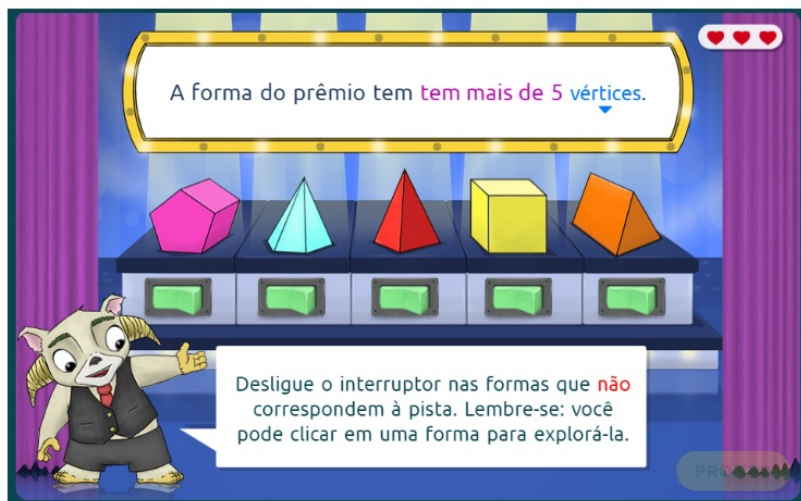 A forma do prêmio tem tem mais de 5 vértices.
Desligue o interruptor nas formas que não
correspondem à pista. Lembre-se: você
pode clicar em uma forma para explorá-la.